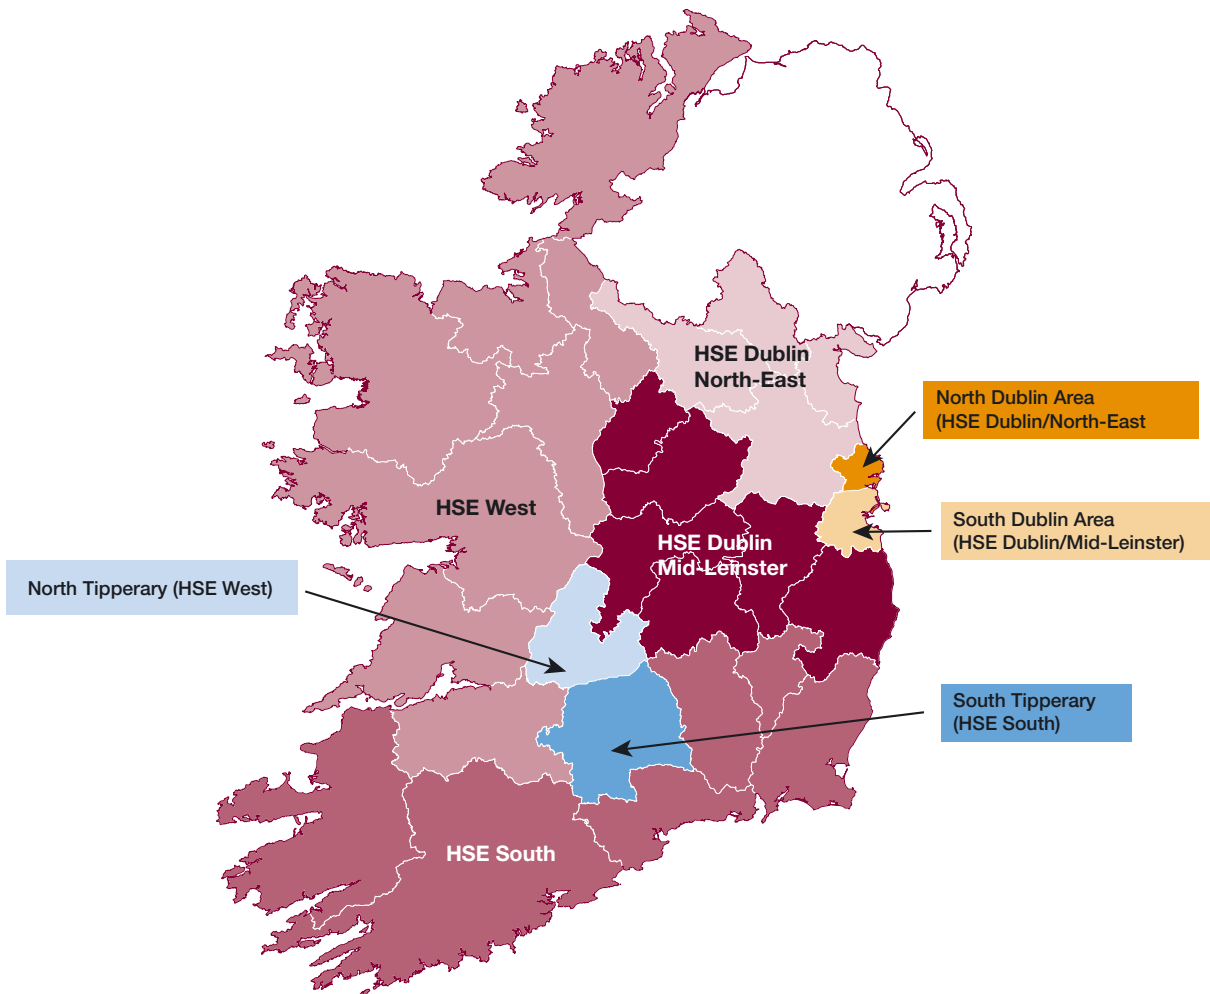 HSE Dublin
North-East
North Dublin Area
(HSE Dublin/North-East
HSE West
South Dublin Area
(HSE Dublin/Mid-Leinster)
HSE Dublin
Mid-Leinster
North Tipperary (HSE West)
South Tipperary
(HSE South)
HSE South